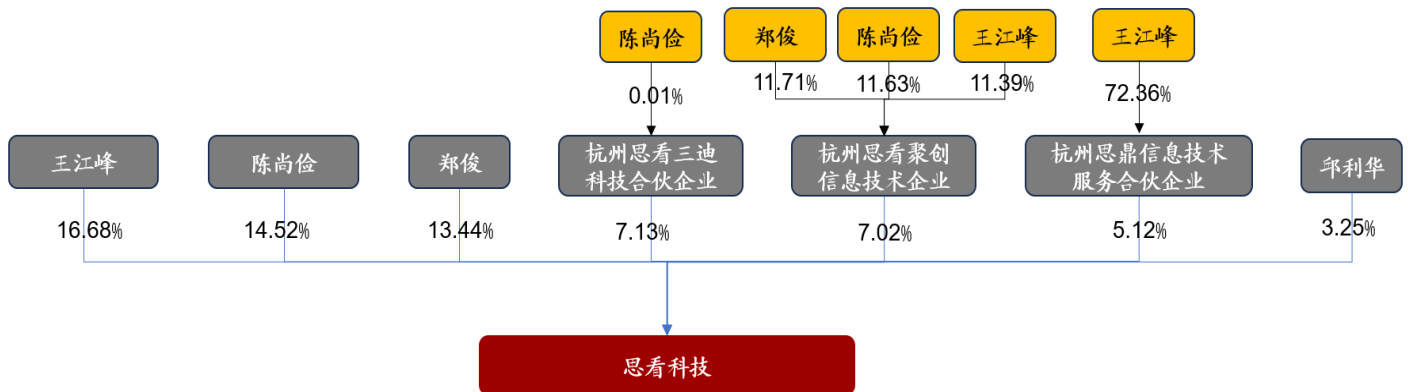 陈尚俭
郑俊
陈尚俭
王江峰
王江峰
0.01%
11.71%
11.63%
11.39%
72.36%
王江峰
陈尚俭
郑俊
杭州思看三迪
科技合伙企业
杭州思看聚创
信息技术企业
杭州思鼎信息技术
服务合伙企业
邱利华
16.68%
14.52%
13.44%
7.13%
7.02%
5.12%
3.25%
思看科技